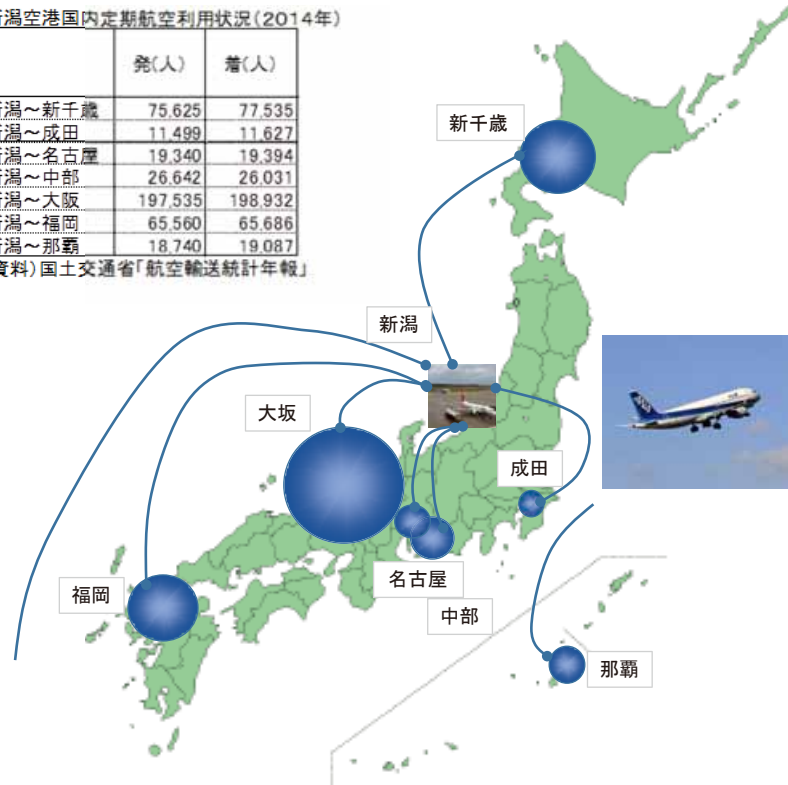 潟空港国内定期航空利用状況(2014年)
発(人) 着(人)
潟～新千歳 75,625 77,535
潟～成田 11,499 11,627
潟～名古屋 19,340 19,394
潟～中部 26,642 26,031
潟～大阪 197,535 198,932
潟～福岡 65,560 65,686
潟～那覇 18,740 19,087
資料)国土交通省「航空輸送統計年報」
新千歳
新潟
大坂
成田
福岡
名古屋
中部
那覇